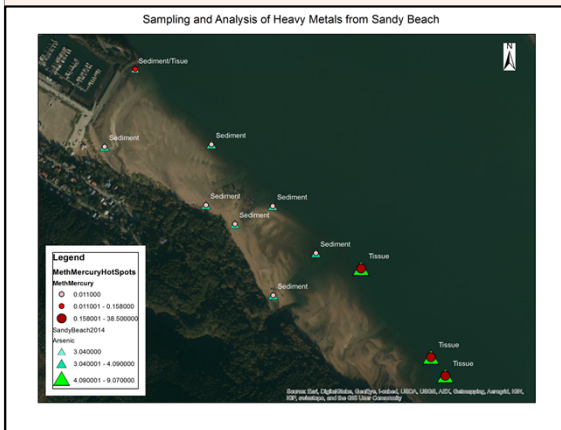 Sampling and Analysis of Heavy Metals from Sandy Beach
N
Sediment/Tisue
Sediment
Sediment
Sediment
Sediment
Sediment
Sediment
Tissue
Sediment
Tissue
Tissue
Legend
MethMercuryHotSpots
MethMercury
0.011000
0.011001 - 0.158000
0.158001 - 38.500000
SandyBeach2014
Arsenic
3.040000
3.040001 - 4.090000
4.090001 - 9.070000
Source: Esri, DigitalGlobe, GeoEye, i-cubed, USDA, USGS, AEX, Getmapping, Aerogrid, IGN,
IGP, swisstopo, and the GIS User Community